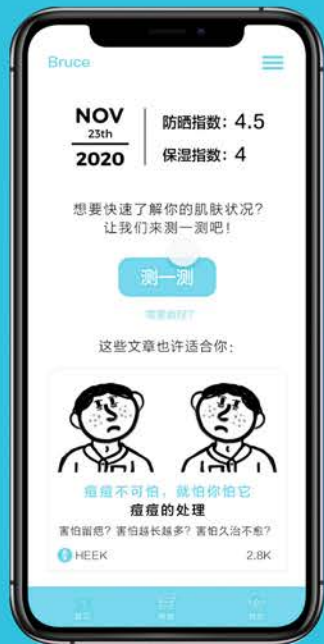 Bruce
NOV
23th
2020
防晒指数：4.5
保湿指数：4
想要快速了解你的肌肤状况？
让我们来测一测吧！
测一测
这些文章也许适合你：
痘痘不可怕，就怕你怕它
痘痘的处理
害怕留疤？害怕越长越多？害怕久治不愈？
HEEK
2.8K